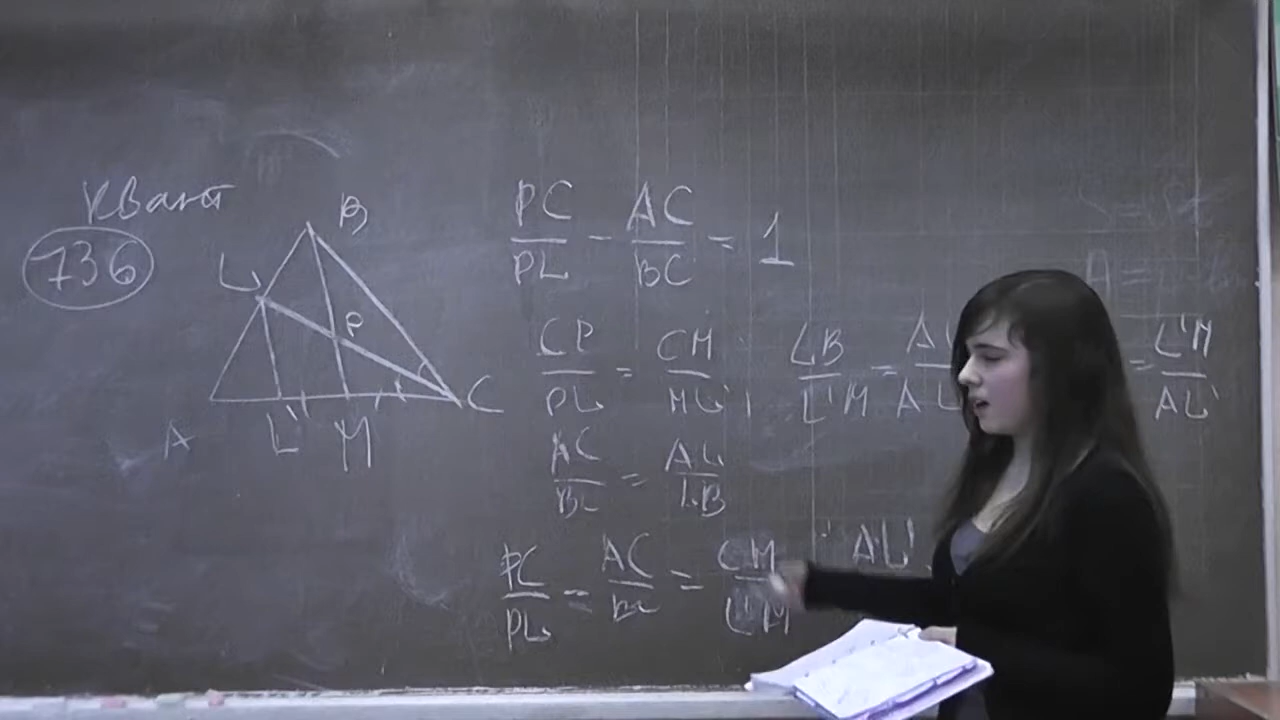 Квант
736
B
L
P
A
L'
M
C
PC/PL - AC/BC = 1
CP/PL = CM/ML'
LB/L'M = AL
= L'M/AL'
AC/BC = AL/LB
PC/PL - AC/BC = CM/L'M
AL'